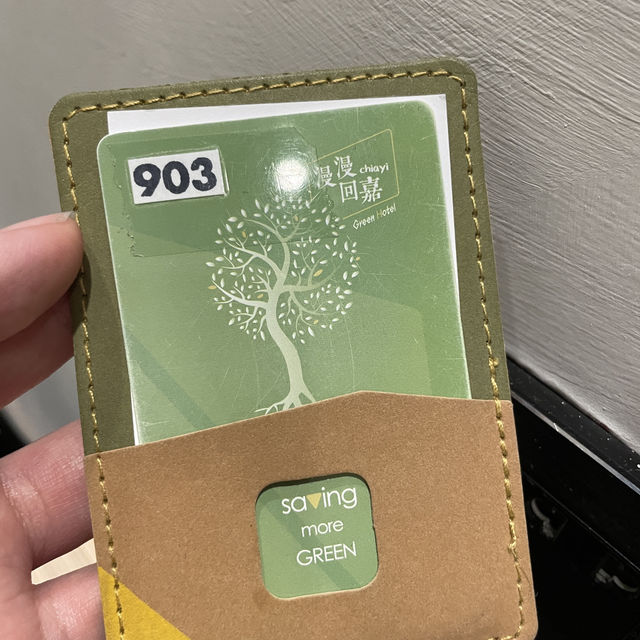 903
漫漫 chiayi
回嘉
Green Hotel
saving
more
GREEN